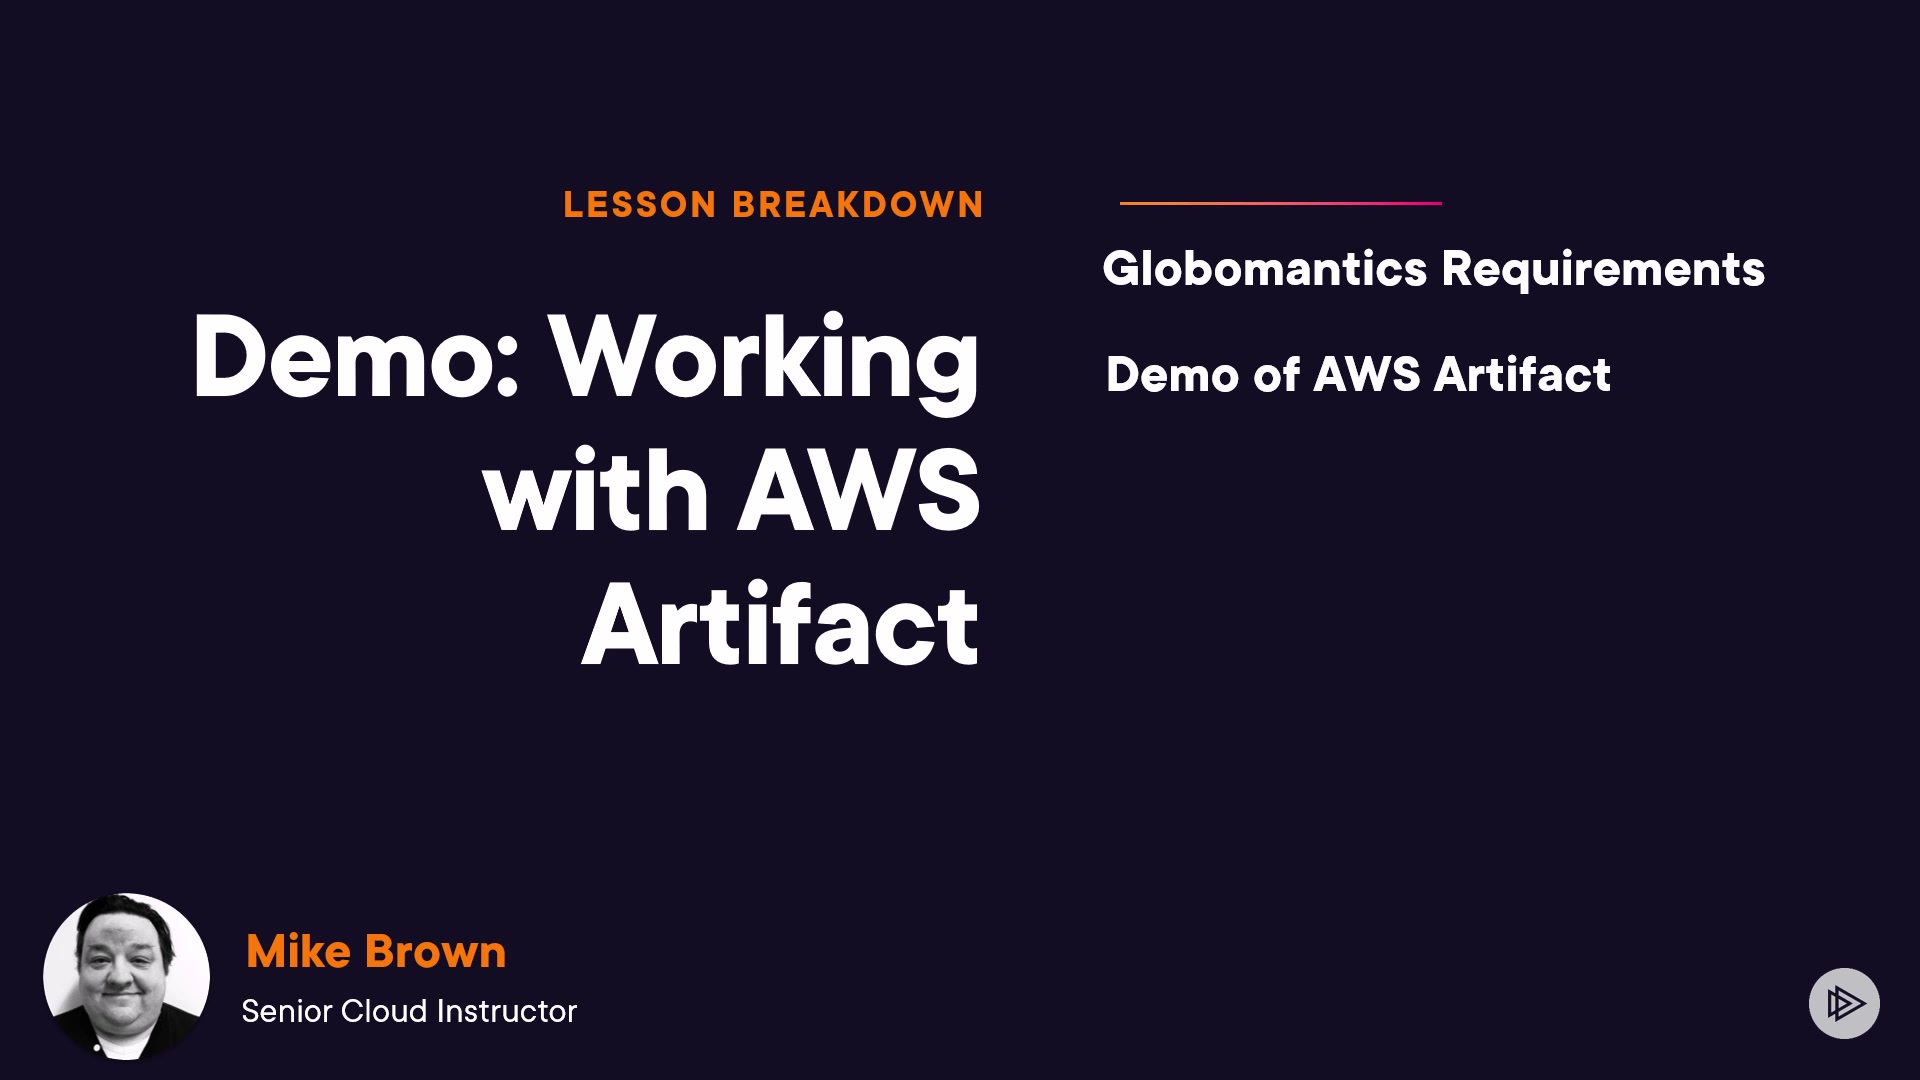 LESSON BREAKDOWN
Demo: Working
with AWS
Artifact
Globomantics Requirements
Demo of AWS Artifact
Mike Brown
Senior Cloud Instructor